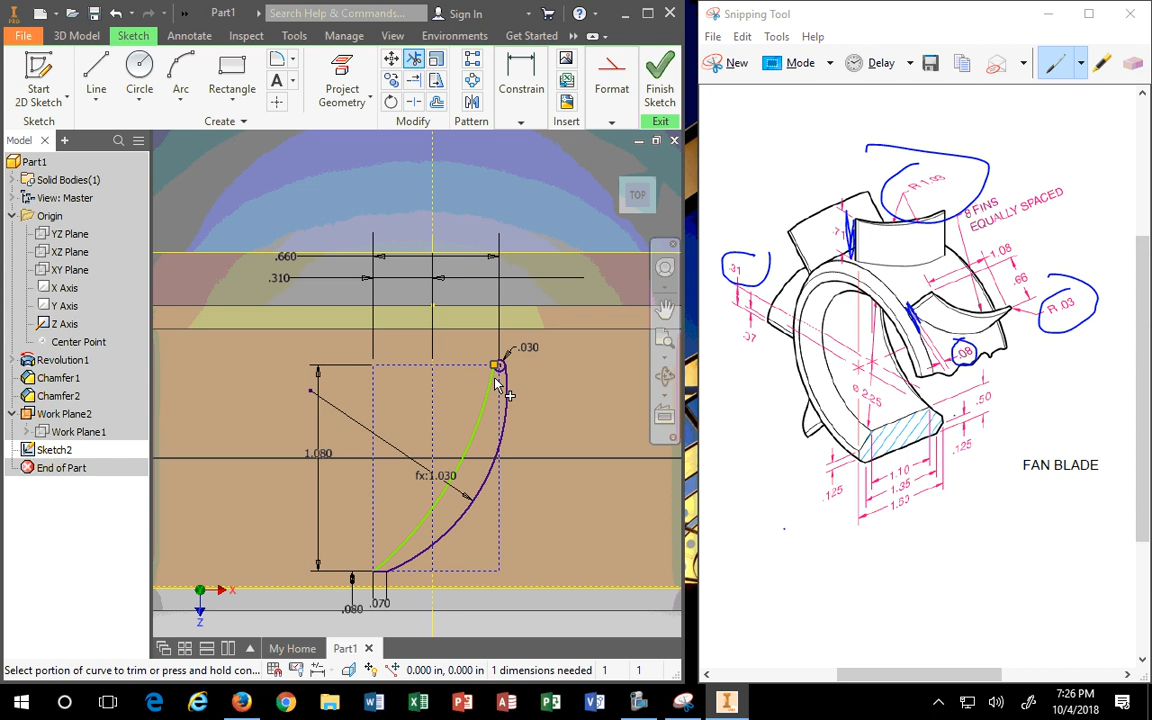 PRO
Part1
Search Help & Commands...
Sign In
File
3D Model
Sketch
Annotate
Inspect
Tools
Manage
View
Environments
Get Started
Start
2D Sketch
Line
Circle
Arc
Rectangle
Project
Geometry
Constrain
Format
Finish
Sketch
Sketch
Create
Modify
Pattern
Insert
Exit
Model
Part1
Solid Bodies(1)
View: Master
Origin
YZ Plane
XZ Plane
XY Plane
X Axis
Y Axis
Z Axis
Center Point
Revolution1
Chamfer1
Chamfer2
Work Plane2
Work Plane1
Sketch2
End of Part
TOP
.660
.310
.030
1.080
fx:1.030
.080
.070
X
Z
My Home
Part1
Select portion of curve to trim or press and hold con...
0.000 in, 0.000 in
1 dimensions needed
1
1
Snipping Tool
File
Edit
Tools
Help
New
Mode
Delay
8 FINS
EQUALLY SPACED
1.08
.66
R .03
.31
.07
.08
ø 2.25
.50
.125
.125
1.10
1.35
FAN BLADE
7:26 PM
10/4/2018